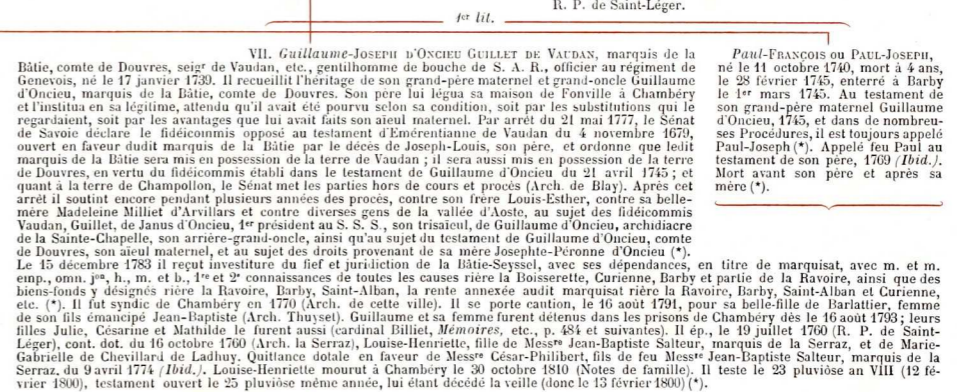 R. P. de Saint-Léger.
1er lit.
VII. Guillaume-JOSEPH D'ONCIEU GUILLET DE VAUDAN, marquis de la
Bâtie, comte de Douvres, seigr de Vaudan, etc., gentilhomme de bouche de S. A. R., officier au régiment de
Genevois, né le 17 janvier 1739. Il recueillit l'héritage de son grand-père maternel et grand-oncle Guillaume
d'Oncieu, marquis de la Bâtie, comte de Douvres. Son père lui légua sa maison de Fonville à Chambéry
et l'institua en sa légitime, attendu qu'il avait été pourvu selon sa condition, soit par les substitutions qui le
regardaient, soit par les avantages que lui avait faits son aïeul maternel. Par arrêt du 21 mai 1777, le Sénat
de Savoie déclare le fidéicommis opposé au testament d'Emérentianne de Vaudan du 4 novembre 1679,
ouvert en faveur dudit marquis de la Bâtie par le décès de Joseph-Louis, son père, et ordonne que ledit
marquis de la Bâtie sera mis en possession de la terre de Vaudan ; il sera aussi mis en possession de la terre
de Douvres, en vertu du fidéicommis établi dans le testament de Guillaume d'Oncieu du 21 avril 1745 ; et
quant à la terre de Champollon, le Sénat met les parties hors de cours et procès (Arch. de Blay). Après cet
arrêt il soutint encore pendant plusieurs années des procès, contre son frère Louis-Esther, contre sa belle-
mère Madeleine Milliet d'Arvillars et contre diverses gens de la vallée d'Aoste, au sujet des fidéicommis
Vaudan, Guillet, de Janus d'Oncieu, 1er président au S. S. S., son trisaïeul, de Guillaume d'Oncieu, archidiacre
de la Sainte-Chapelle, son arrière-grand-oncle, ainsi qu'au sujet du testament de Guillaume d'Oncieu, comte
de Douvres, son aïeul maternel, et au sujet des droits provenant de sa mère Josephte-Péronne d'Oncieu (*).
Le 15 décembre 1783 il reçut investiture du fief et juridiction de la Bâtie-Seyssel, avec ses dépendances, en titre de marquisat, avec m. et m.
emp., omn. jon, h., m. et b., 1re et 2e connaissances de toutes les causes rière la Boisserette, Curienne, Barby et partie de la Ravoire, ainsi que des
biens-fonds y désignés rière la Ravoire, Barby, Saint-Alban, la rente annexée audit marquisat rière la Ravoire, Barby, Saint-Alban et Curienne,
etc. (*). Il fut syndic de Chambéry en 1770 (Arch. de cette ville). Il se porte caution, le 16 août 1791, pour sa belle-fille de Barlattier, femme
de son fils émancipé Jean-Baptiste (Arch. Thuyset). Guillaume et sa femme furent détenus dans les prisons de Chambéry dès le 16 août 1793 ; leurs
filles Julie, Césarine et Mathilde le furent aussi (cardinal Billiet, Mémoires, etc., p. 484 et suivantes). Il ép., le 19 juillet 1760 (R. P. de Saint-
Léger), cont. dot. du 16 octobre 1760 (Arch. la Serraz), Louise-Henriette, fille de Messre Jean-Baptiste Salteur, marquis de la Serraz, et de Marie-
Gabrielle de Chevillard de Ladhuy. Quittance dotale en faveur de Messre César-Philibert, fils de feu Messre Jean-Baptiste Salteur, marquis de la
Serraz, du 9 avril 1774 (Ibid.). Louise-Henriette mourut à Chambéry le 30 octobre 1810 (Notes de famille). Il teste le 23 pluviôse an VIII (12 fé-
vrier 1800), testament ouvert le 25 pluviôse même année, lui étant décédé la veille (donc le 13 février 1800) (*).
Paul-FRANÇOIS OU PAUL-JOSEPH,
né le 11 octobre 1740, mort à 4 ans,
le 28 février 1745, enterré à Barby
le 1er mars 1745. Au testament de
son grand-père maternel Guillaume
d'Oncieu, 1745, et dans de nombreu-
ses Procédures, il est toujours appelé
Paul-Joseph (*). Appelé feu Paul au
testament de son père, 1769 (Ibid.).
Mort avant son père et après sa
mère (*).